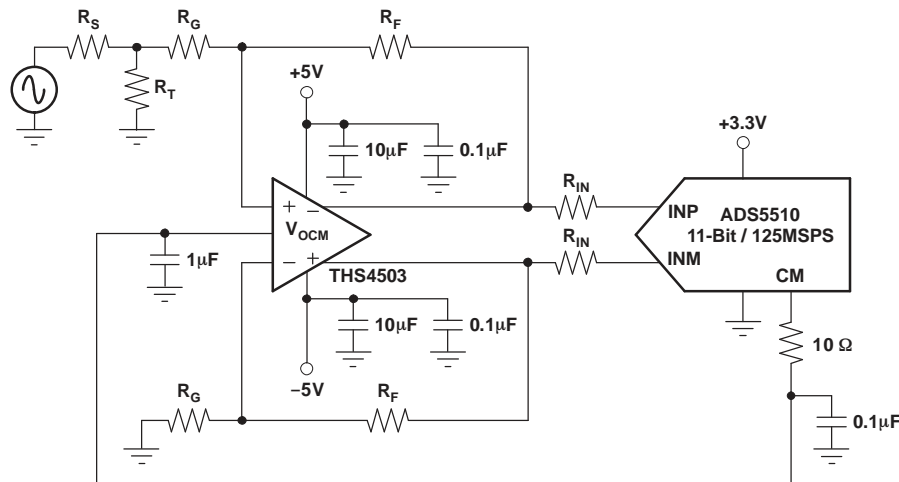 R_S
R_G
R_F
R_T
+5V
10μF
0.1μF
+3.3V
R_IN
INP
ADS5510
11-Bit / 125MSPS
+ −
V_OCM
− +
R_IN
INM
CM
1μF
THS4503
10μF
0.1μF
10 Ω
−5V
R_G
R_F
0.1μF